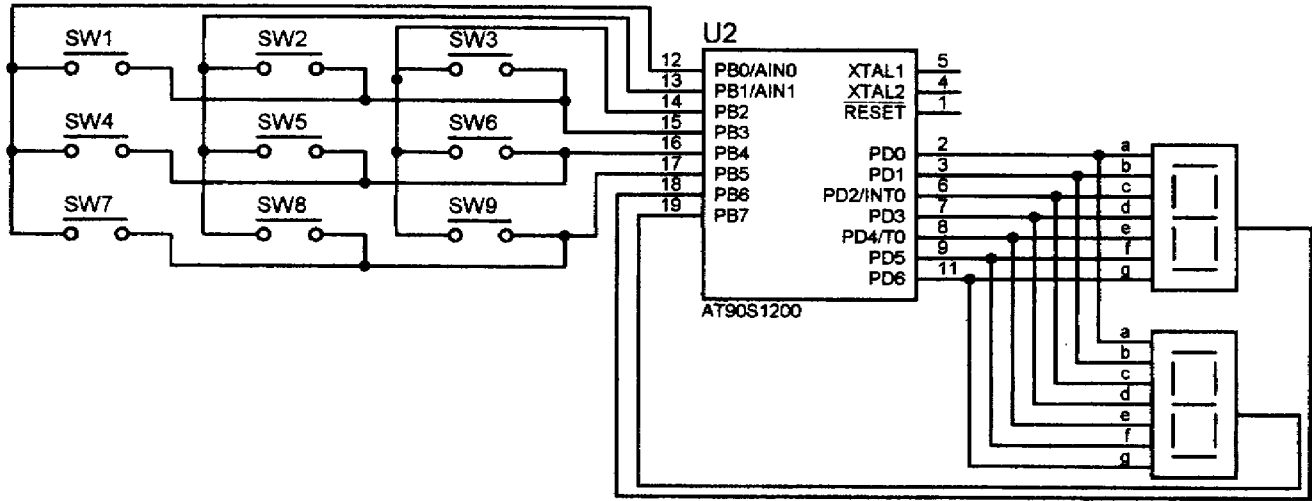 SW1
SW2
SW3
SW4
SW5
SW6
SW7
SW8
SW9
U2
12
13
14
15
16
17
18
19
PB0/AIN0
PB1/AIN1
PB2
PB3
PB4
PB5
PB6
PB7
XTAL1
XTAL2
RESET
PD0
PD1
PD2/INT0
PD3
PD4/T0
PD5
PD6
5
4
1
2
3
6
7
8
9
11
AT90S1200
a
b
c
d
e
f
g
a
b
c
d
e
f
g